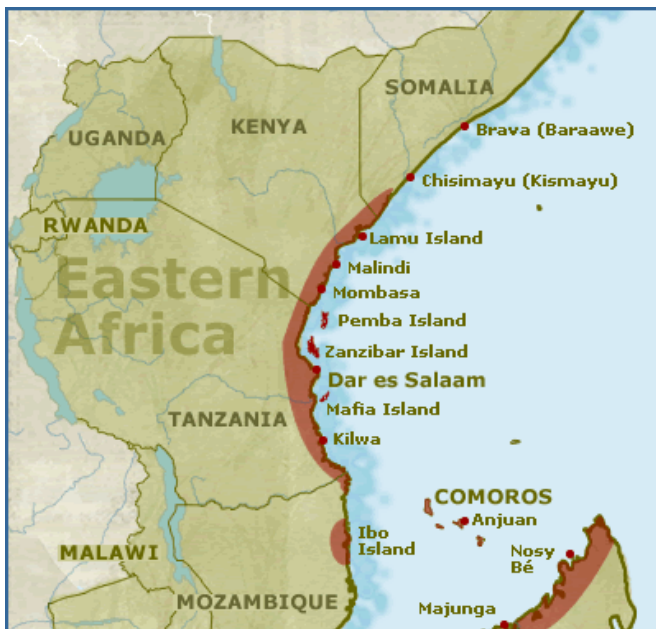 SOMALIA
UGANDA
KENYA
Brava (Baraawe)
Chisimayu (Kismayu)
RWANDA
Lamu Island
Eastern
Africa
Malindi
Mombasa
Pemba Island
Zanzibar Island
Dar es Salaam
Mafia Island
TANZANIA
Kilwa
COMOROS
Anjuan
Ibo
Island
MALAWI
Nosy
Bé
MOZAMBIQUE
Majunga